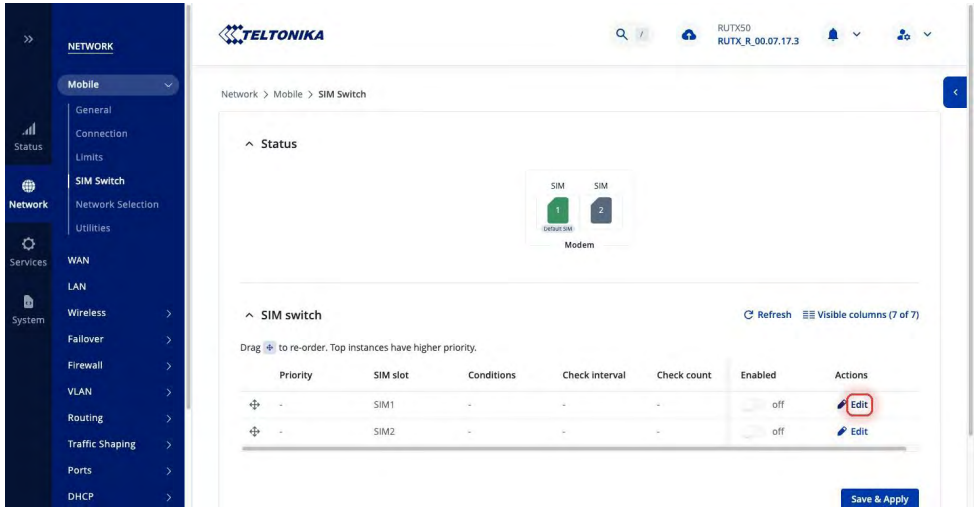 TELTONIKA
/
RUTX50
RUTX_R_00.07.17.3
NETWORK
Mobile
General
Connection
Limits
SIM Switch
Network Selection
Utilities
WAN
LAN
Wireless
Failover
Firewall
VLAN
Routing
Traffic Shaping
Ports
DHCP
Status
Network
Services
System
Network > Mobile > SIM Switch
Status
SIM SIM
1 2
Default SIM
Modem
SIM switch
Refresh Visible columns (7 of 7)
Drag to re-order. Top instances have higher priority.
Priority SIM slot Conditions Check interval Check count Enabled Actions
- SIM1 - - - off Edit
- SIM2 - - - off Edit
Save & Apply